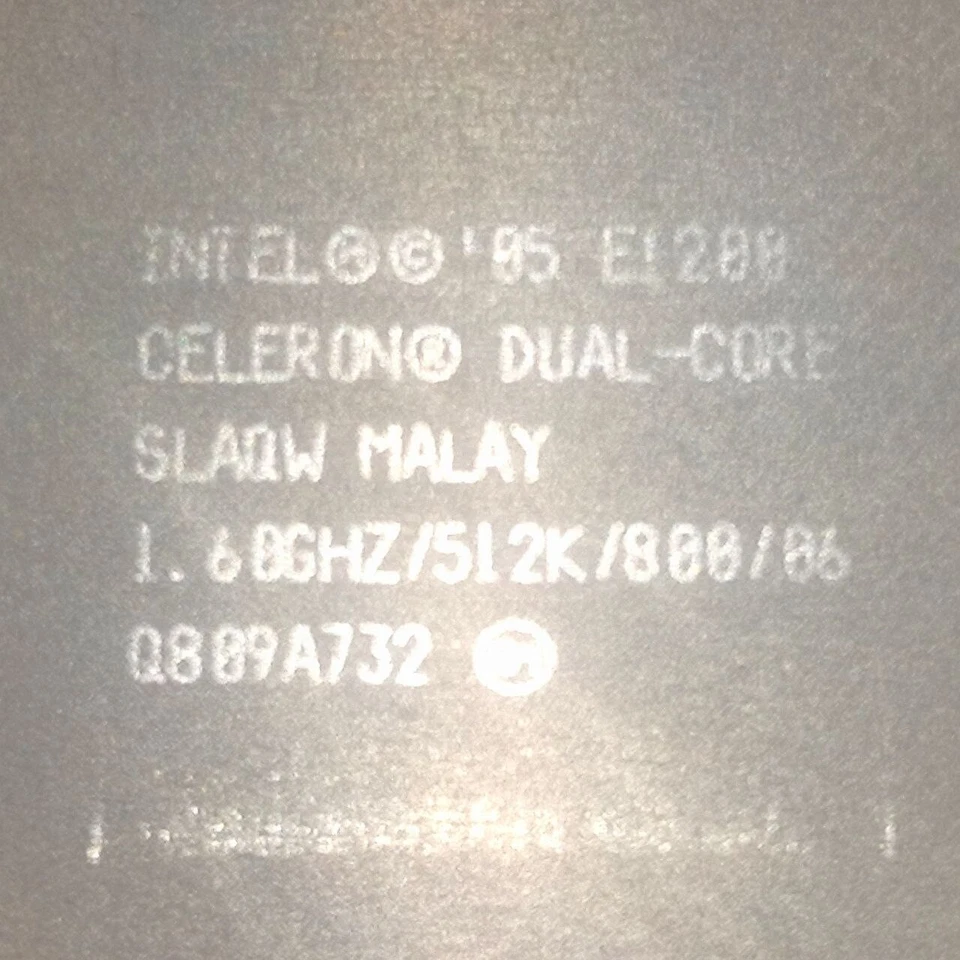 INTEL®©'05 E1200
CELERON® DUAL-CORE
SLAQW MALAY
1.60GHZ/512K/800/06
Q809A732